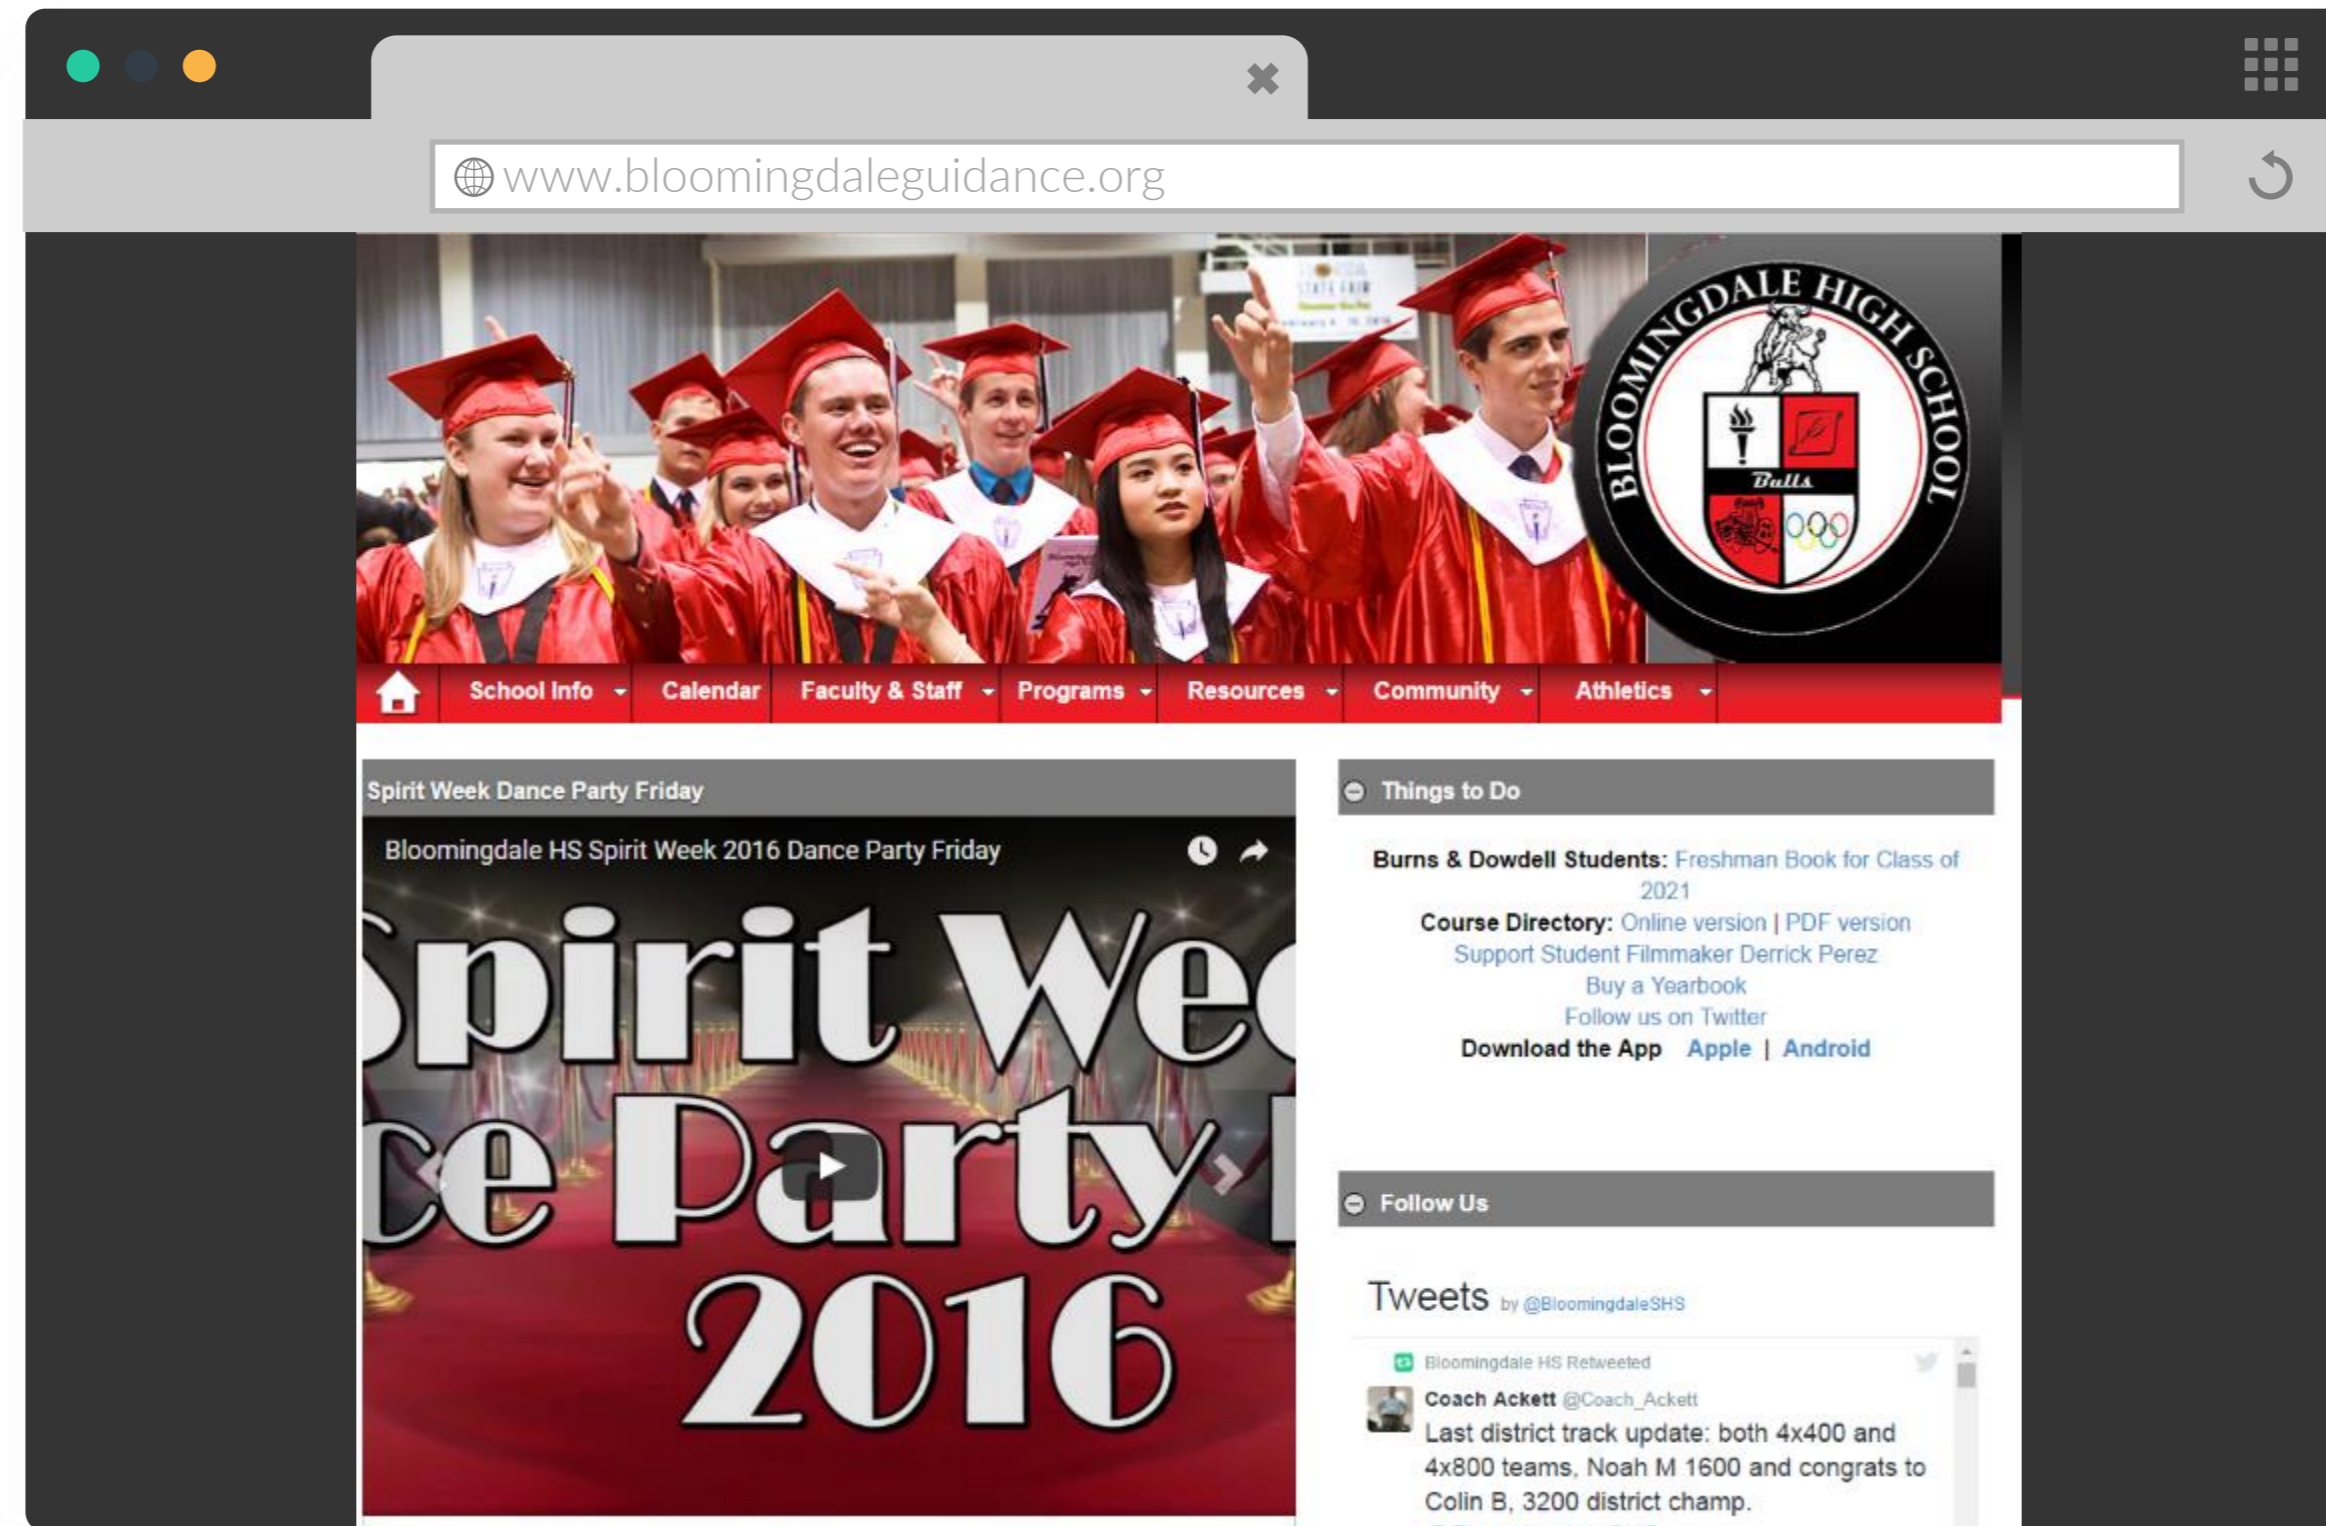 www.bloomingdaleguidance.org
STATE FAIR
BLOOMINGDALE HIGH SCHOOL
Bulls
School Info
Calendar
Faculty & Staff
Programs
Resources
Community
Athletics
Spirit Week Dance Party Friday
Bloomingdale HS Spirit Week 2016 Dance Party Friday
Spirit Wee
ce Party
2016
Things to Do
Burns & Dowdell Students: Freshman Book for Class of
2021
Course Directory: Online version | PDF version
Support Student Filmmaker Derrick Perez
Buy a Yearbook
Follow us on Twitter
Download the App Apple | Android
Follow Us
Tweets by @BloomingdaleSHS
Bloomingdale HS Retweeted
Coach Ackett @Coach_Ackett
Last district track update: both 4x400 and
4x800 teams, Noah M 1600 and congrats to
Colin B, 3200 district champ.